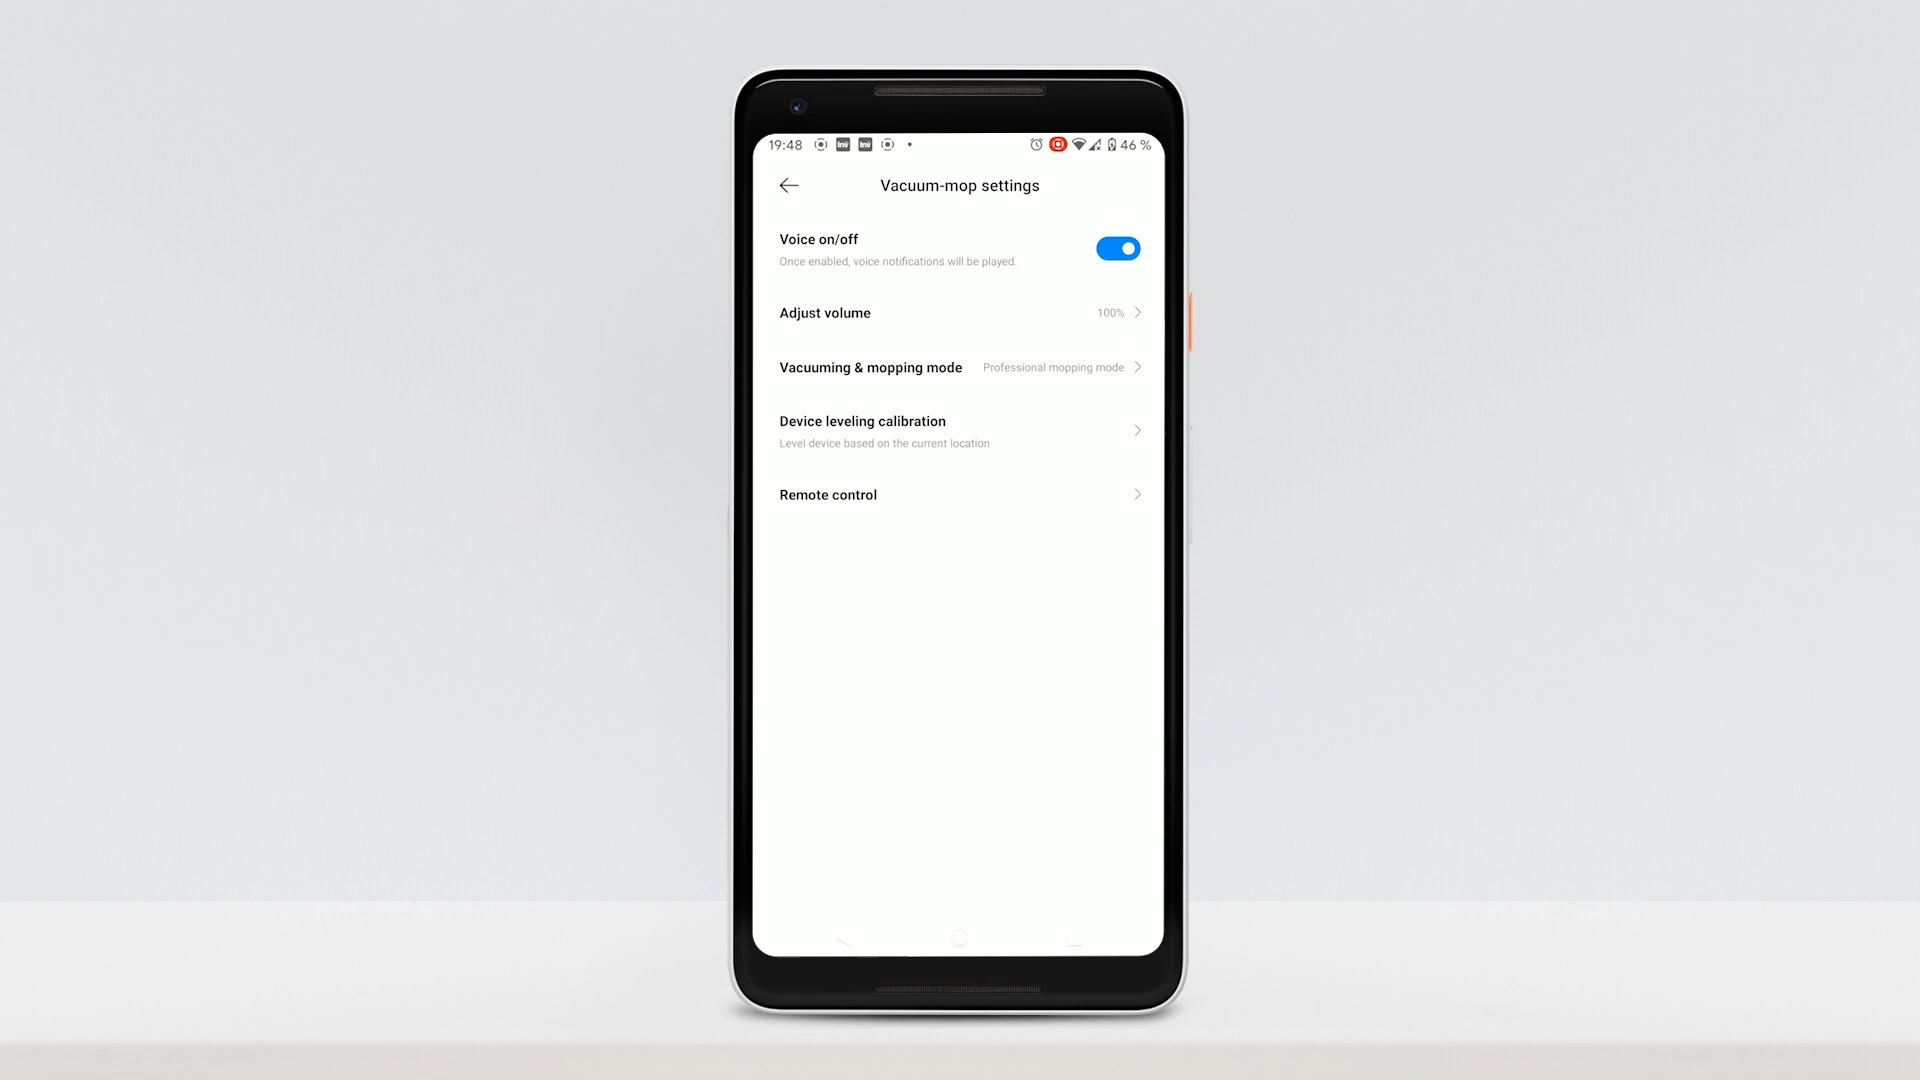 19:48 46 %
Vacuum-mop settings
Voice on/off
Once enabled, voice notifications will be played.
Adjust volume 100%
Vacuuming & mopping mode Professional mopping mode
Device leveling calibration
Level device based on the current location
Remote control